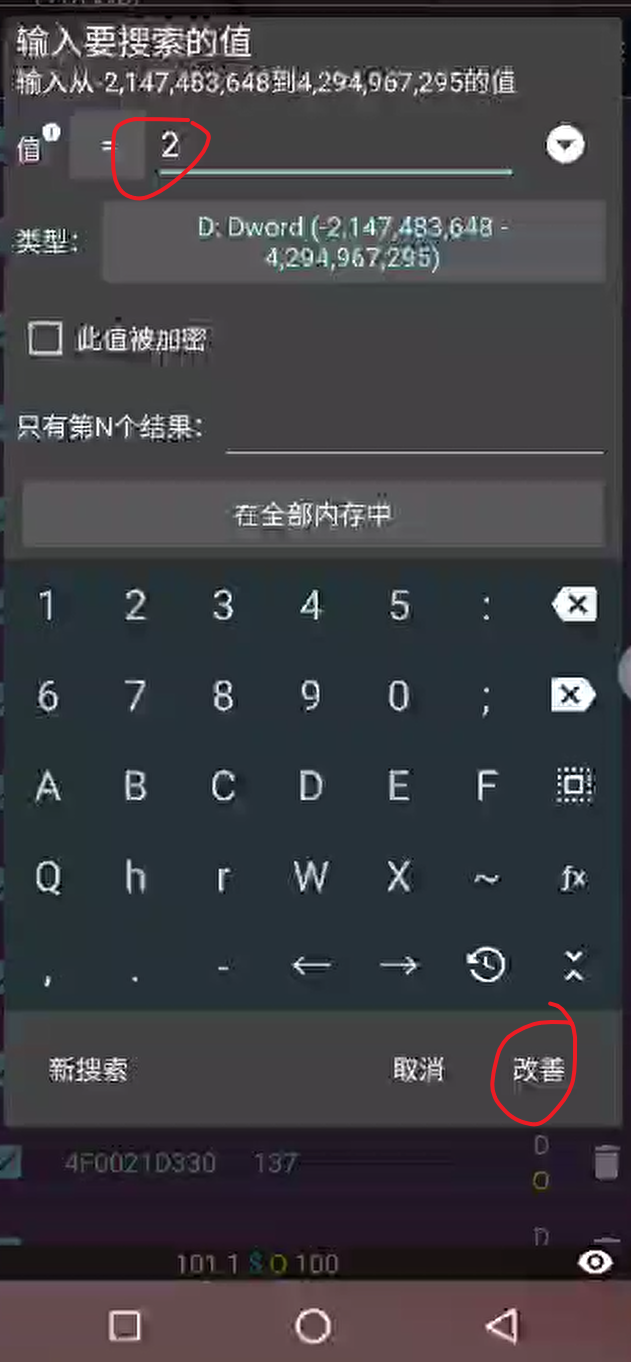 输入要搜索的值
输入从-2,147,483,648到4,294,967,295的值
值 = 2
类型: D: Dword (-2,147,483,648 -
4,294,967,295)
此值被加密
只有第N个结果:
在全部内存中
1 2 3 4 5 :
6 7 8 9 0 ;
A B C D E F
Q h r W X ~ fx
, . - ← →
新搜索 取消 改善
4F0021D330 137 D
O
D
101.1 S O 100